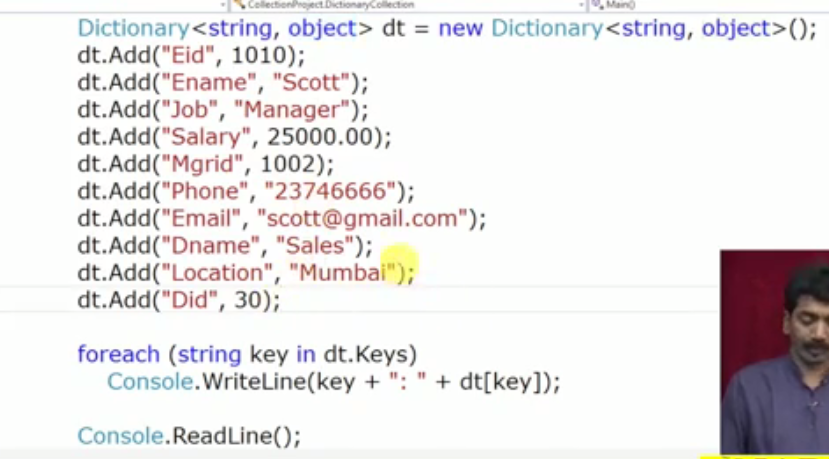 CollectionProject.DictionaryCollection
Main()
Dictionary<string, object> dt = new Dictionary<string, object>();
dt.Add("Eid", 1010);
dt.Add("Ename", "Scott");
dt.Add("Job", "Manager");
dt.Add("Salary", 25000.00);
dt.Add("Mgrid", 1002);
dt.Add("Phone", "23746666");
dt.Add("Email", "scott@gmail.com");
dt.Add("Dname", "Sales");
dt.Add("Location", "Mumbai");
dt.Add("Did", 30);
foreach (string key in dt.Keys)
Console.WriteLine(key + ": " + dt[key]);
Console.ReadLine();